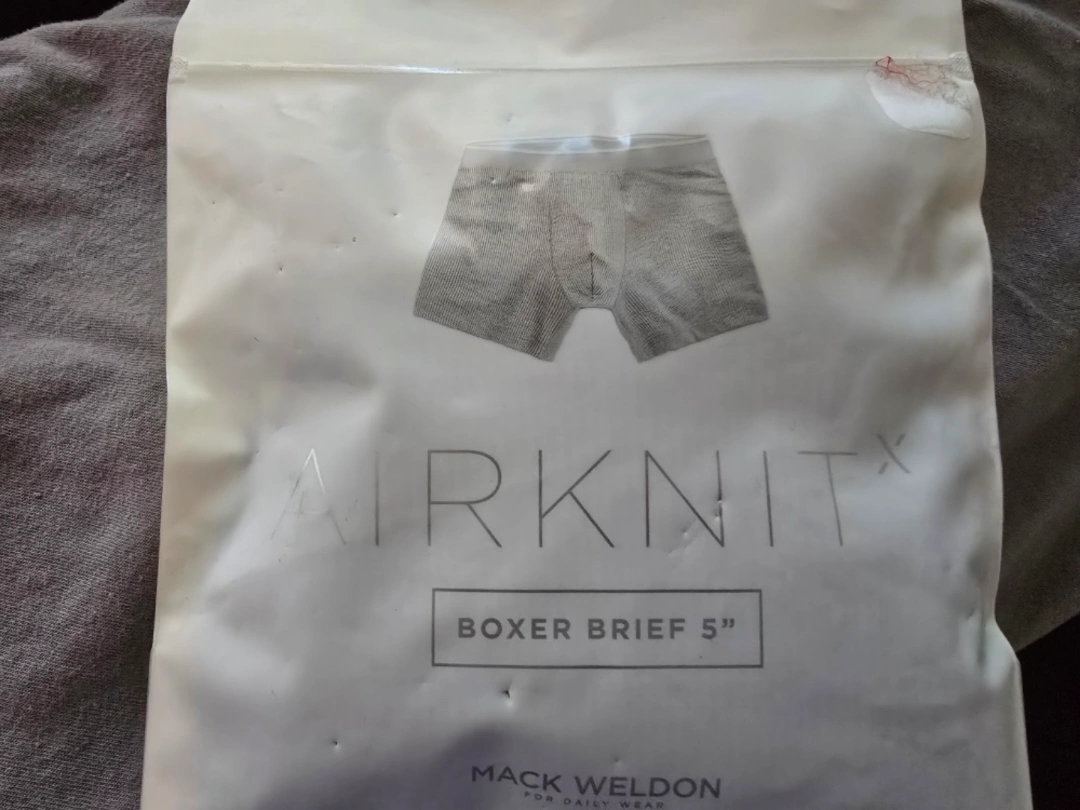 AIRKNITX
BOXER BRIEF 5”
MACK WELDON
FOR DAILY WEAR